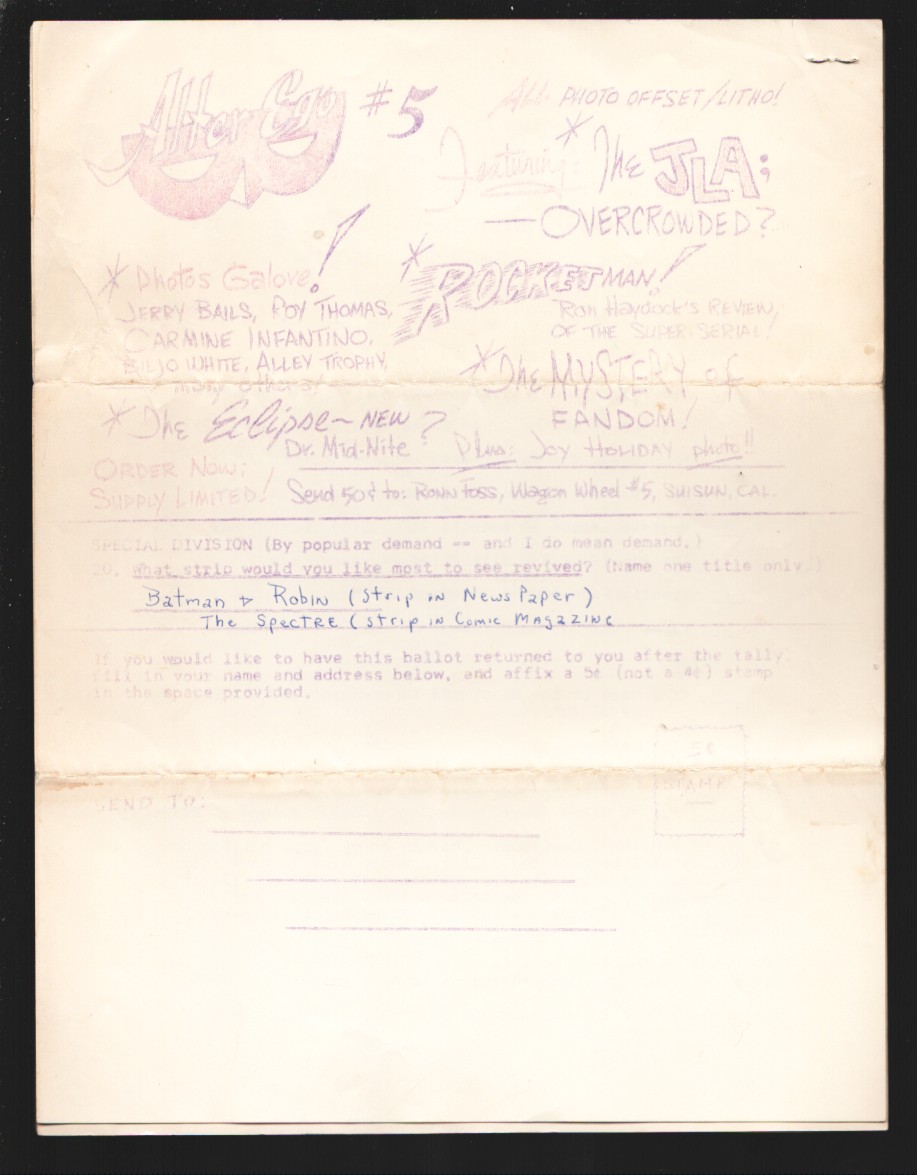 Alter Ego #5
All PHOTO OFFSET/LITHO!
Featuring: * The JLA;
— OVERCROWDED?
* Photos Galore!
JERRY BAILS, ROY THOMAS,
CARMINE INFANTINO,
BILJO WHITE, ALLEY TROPHY,
many others!
* ROCKETMAN!
Ron Haydock's REVIEW,
OF THE SUPER-SERIAL!
* The MYSTERY of
FANDOM!
* The Eclipse — NEW
Dr. Mid-Nite?
Plus: JOY HOLIDAY photo!!
ORDER NOW:
SUPPLY LIMITED!
Send 50¢ to: RONN FOSS, Wagon Wheel #5, SUISUN, CAL.
SPECIAL DIVISION (By popular demand -- and I do mean demand.)
20. What strip would you like most to see revived? (Name one title only.)
Batman & Robin (Strip in News Paper)
The Spectre (Strip in Comic Magazine
If you would like to have this ballot returned to you after the tally,
fill in your name and address below, and affix a 5¢ (not a 4¢) stamp
in the space provided.
5¢
STAMP
SEND TO: